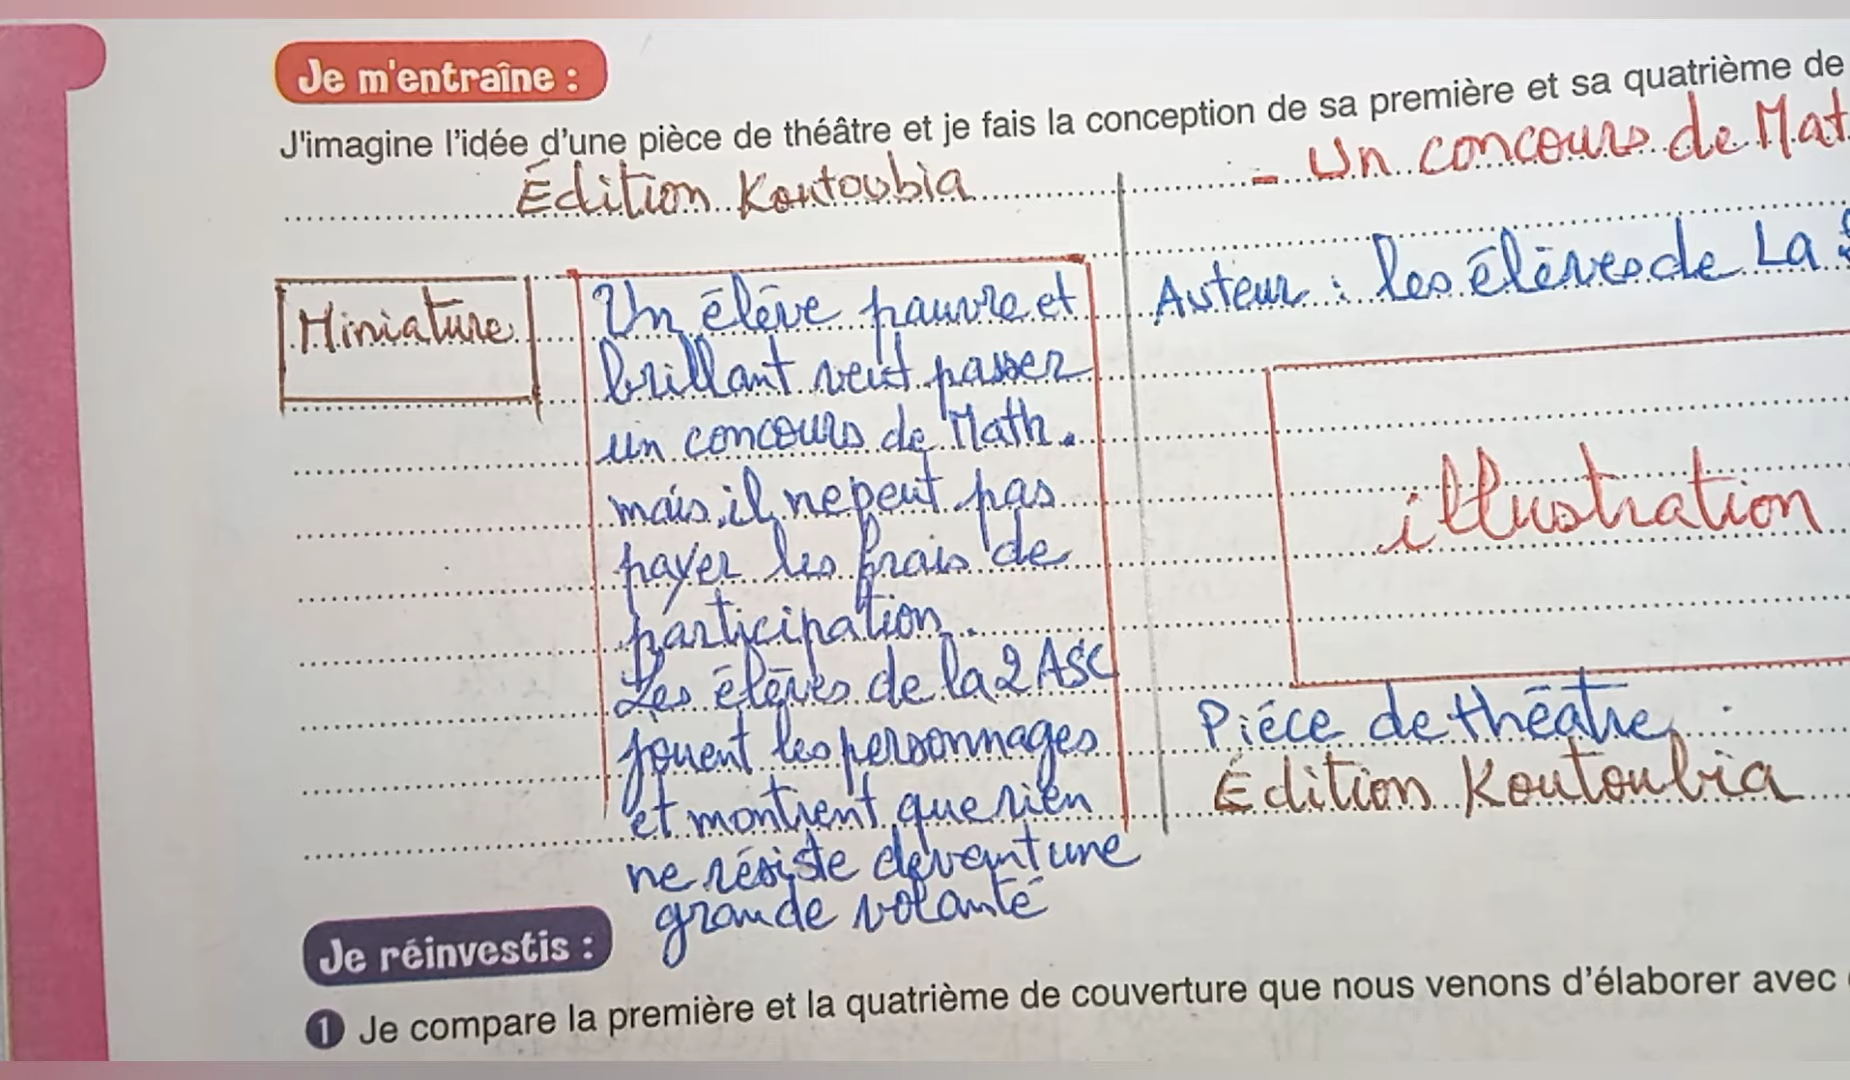 Je m'entraîne :
J'imagine l'idée d'une pièce de théâtre et je fais la conception de sa première et sa quatrième de
Édition Koutoubia
Miniature
Un élève pauvre et
brillant veut passer
un concours de Math.
mais il ne peut pas
payer les frais de
participation.
Les élèves de la 2 ASC
jouent les personnages
et montrent que rien
ne résiste devant une
grande volanté
- Un concours de Mat
Auteur : les élèves de La
illustration
Piéce de théâtre :
Édition Koutoubia
Je réinvestis :
1 Je compare la première et la quatrième de couverture que nous venons d'élaborer avec